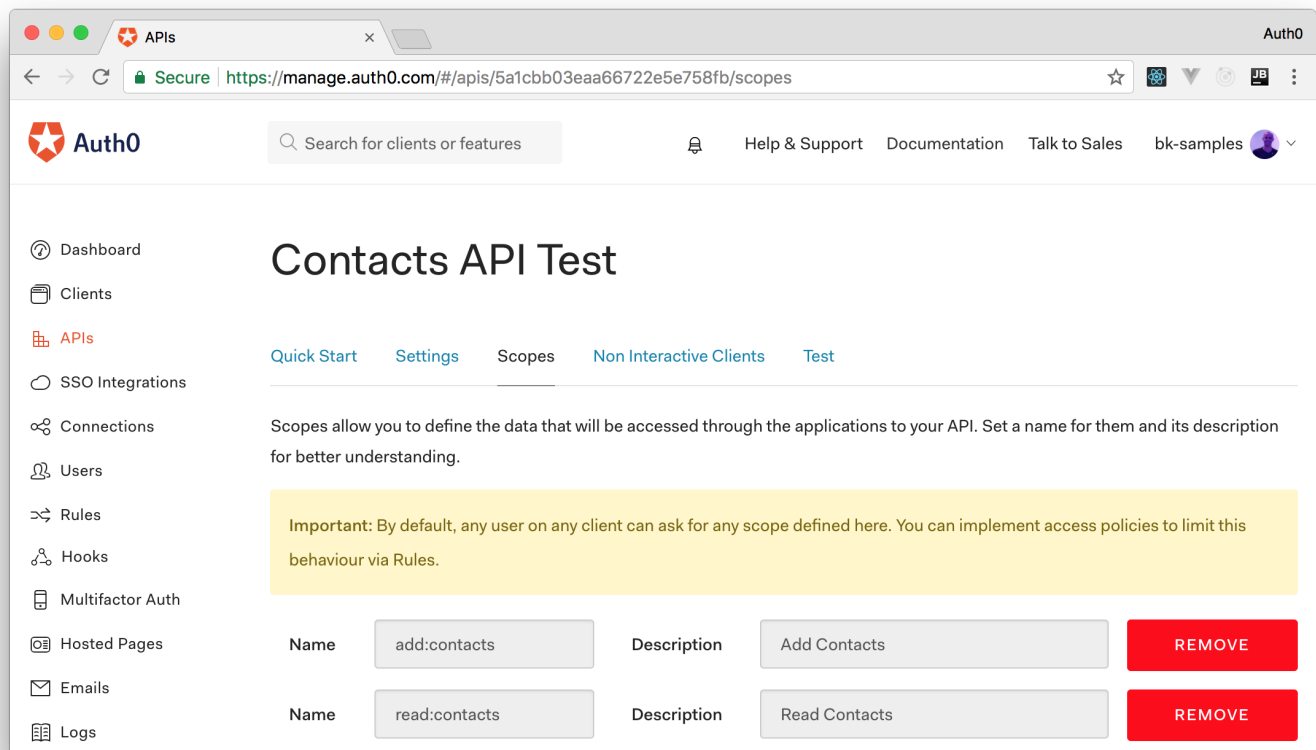 APIs
Auth0
Secure https://manage.auth0.com/#/apis/5a1cbb03eaa66722e5e758fb/scopes
JB
Auth0
Search for clients or features
Help & Support
Documentation
Talk to Sales
bk-samples
Dashboard
Clients
APIs
SSO Integrations
Connections
Users
Rules
Hooks
Multifactor Auth
Hosted Pages
Emails
Logs
Contacts API Test
Quick Start Settings Scopes Non Interactive Clients Test
Scopes allow you to define the data that will be accessed through the applications to your API. Set a name for them and its description
for better understanding.
Important: By default, any user on any client can ask for any scope defined here. You can implement access policies to limit this
behaviour via Rules.
Name add:contacts Description Add Contacts REMOVE
Name read:contacts Description Read Contacts REMOVE